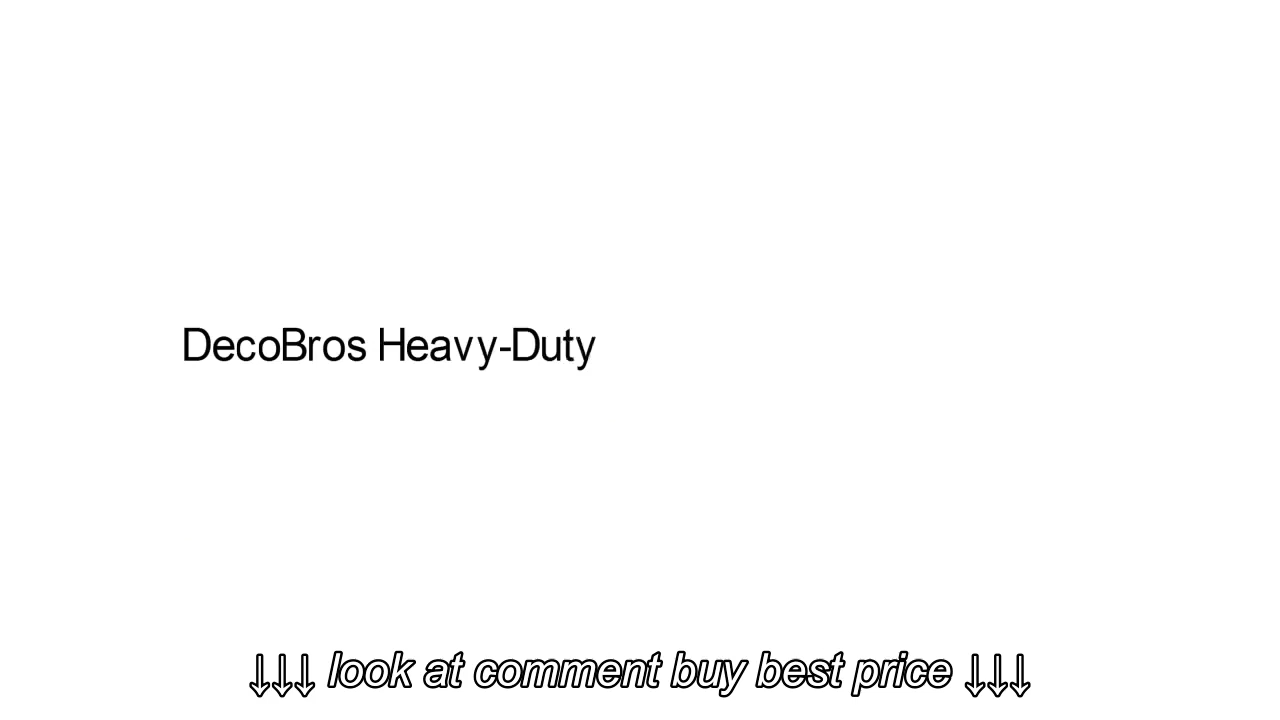 DecoBros Heavy-Duty
↓↓↓ look at comment buy best price ↓↓↓